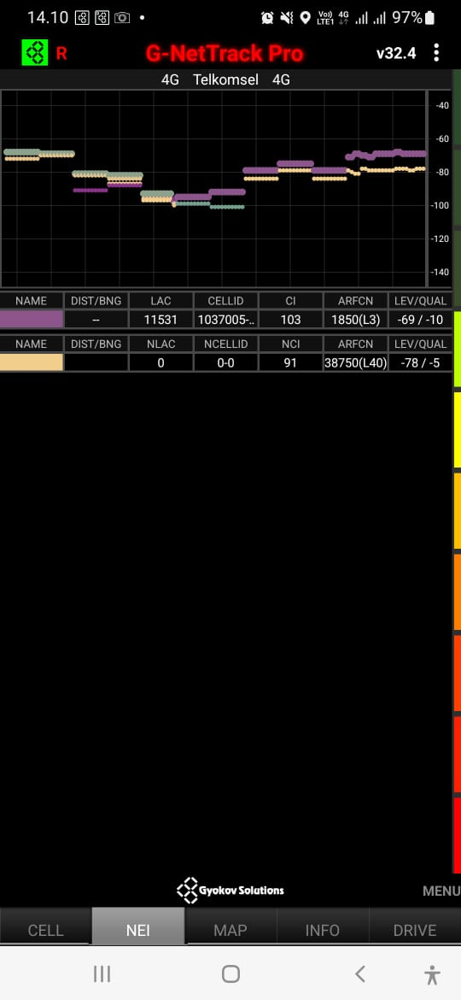 14.10 Vo)) LTE1 4G 97%
R G-NetTrack Pro v32.4
4G Telkomsel 4G
-40
-60
-80
-100
-120
-140
NAME DIST/BNG LAC CELLID CI ARFCN LEV/QUAL
-- 11531 1037005-.. 103 1850(L3) -69 / -10
NAME DIST/BNG NLAC NCELLID NCI ARFCN LEV/QUAL
0 0-0 91 38750(L40) -78 / -5
Gyokov Solutions
MENU
CELL NEI MAP INFO DRIVE